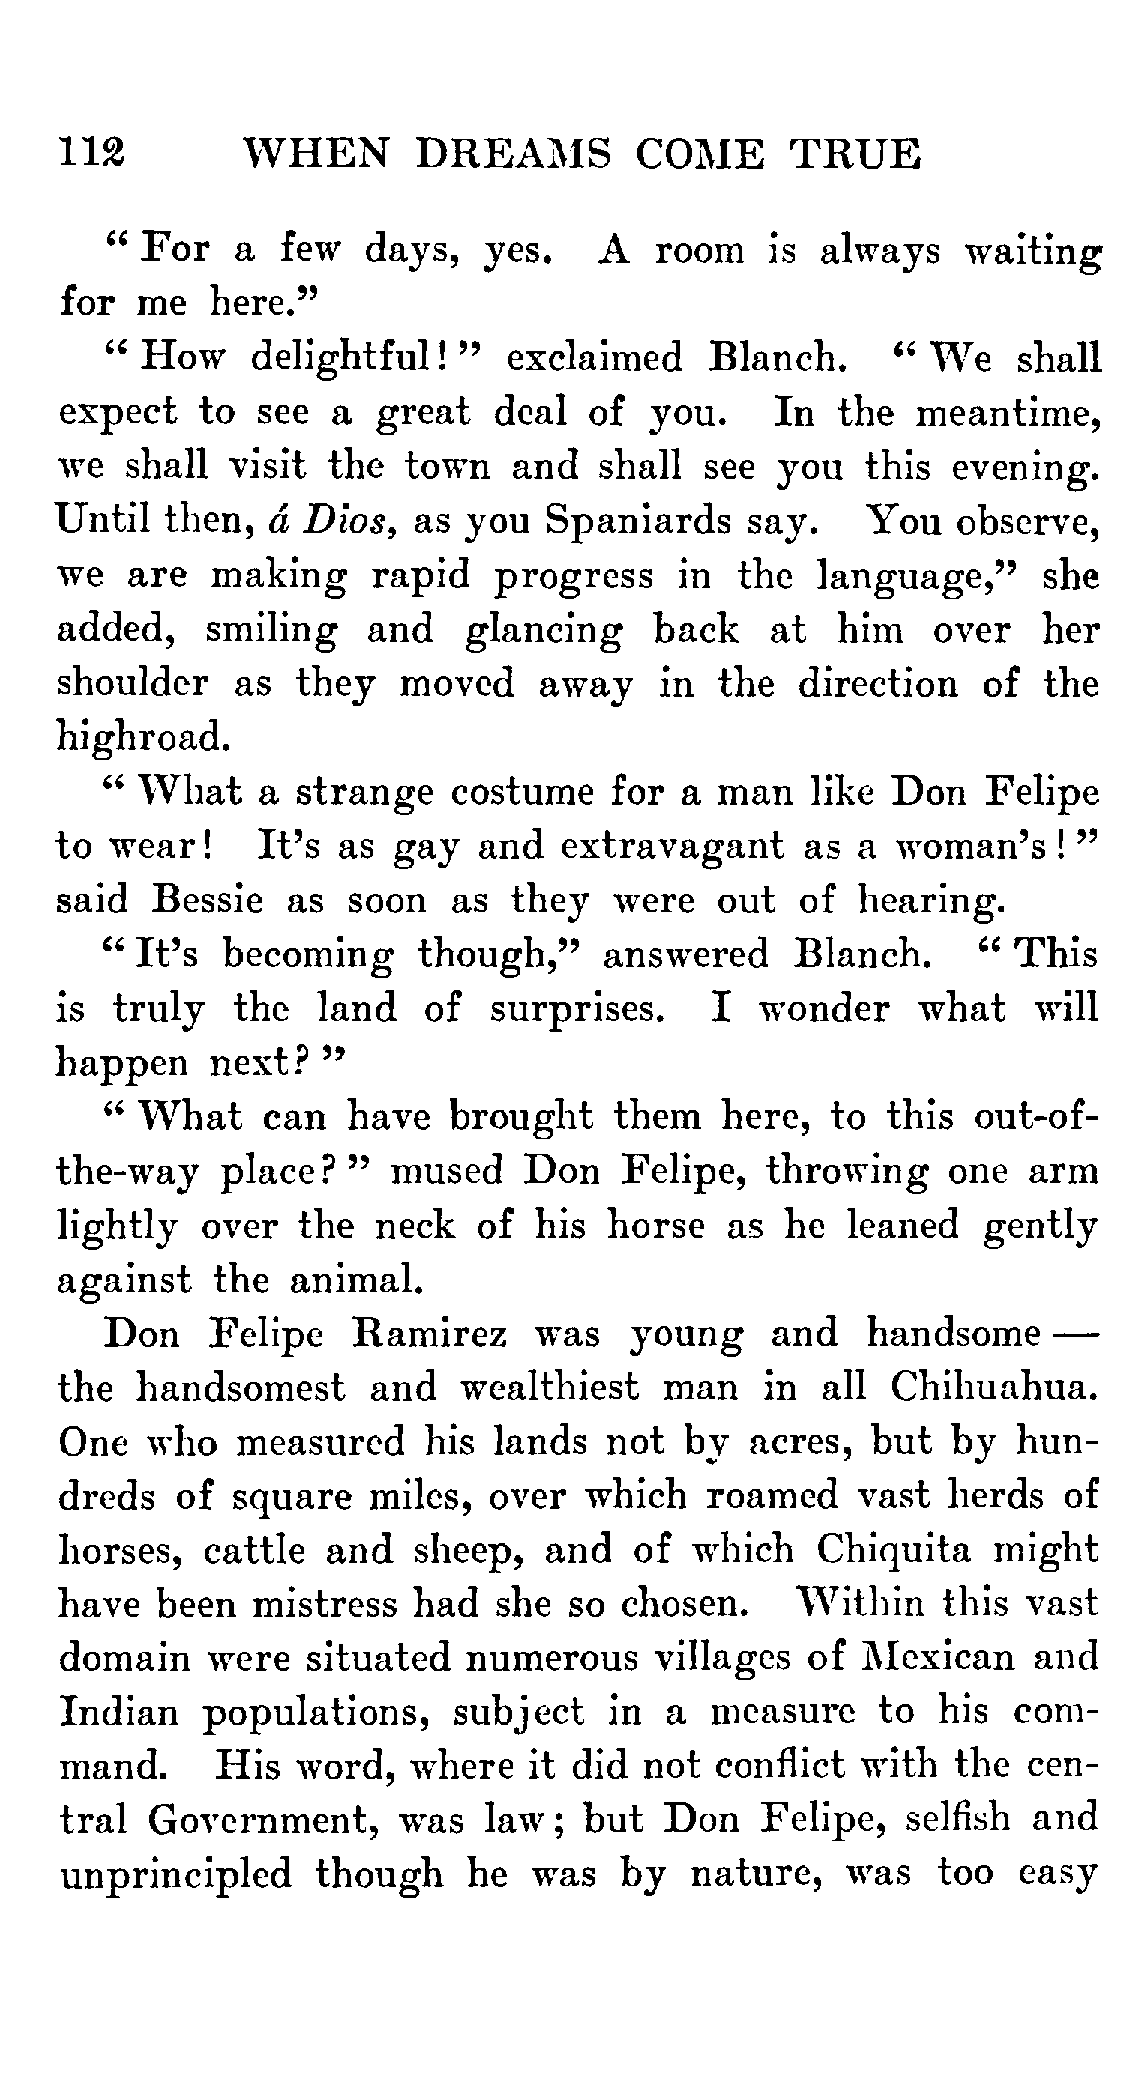 112 WHEN DREAMS COME TRUE
“ For a few days, yes. A room is always waiting
for me here.”
“ How delightful! ” exclaimed Blanch. “ We shall
expect to see a great deal of you. In the meantime,
we shall visit the town and shall see you this evening.
Until then, á Dios, as you Spaniards say. You observe,
we are making rapid progress in the language,” she
added, smiling and glancing back at him over her
shoulder as they moved away in the direction of the
highroad.
“ What a strange costume for a man like Don Felipe
to wear! It’s as gay and extravagant as a woman’s ! ”
said Bessie as soon as they were out of hearing.
“ It’s becoming though,” answered Blanch. “ This
is truly the land of surprises. I wonder what will
happen next? ”
“ What can have brought them here, to this out-of-
the-way place? ” mused Don Felipe, throwing one arm
lightly over the neck of his horse as he leaned gently
against the animal.
Don Felipe Ramirez was young and handsome —
the handsomest and wealthiest man in all Chihuahua.
One who measured his lands not by acres, but by hun-
dreds of square miles, over which roamed vast herds of
horses, cattle and sheep, and of which Chiquita might
have been mistress had she so chosen. Within this vast
domain were situated numerous villages of Mexican and
Indian populations, subject in a measure to his com-
mand. His word, where it did not conflict with the cen-
tral Government, was law ; but Don Felipe, selfish and
unprincipled though he was by nature, was too easy